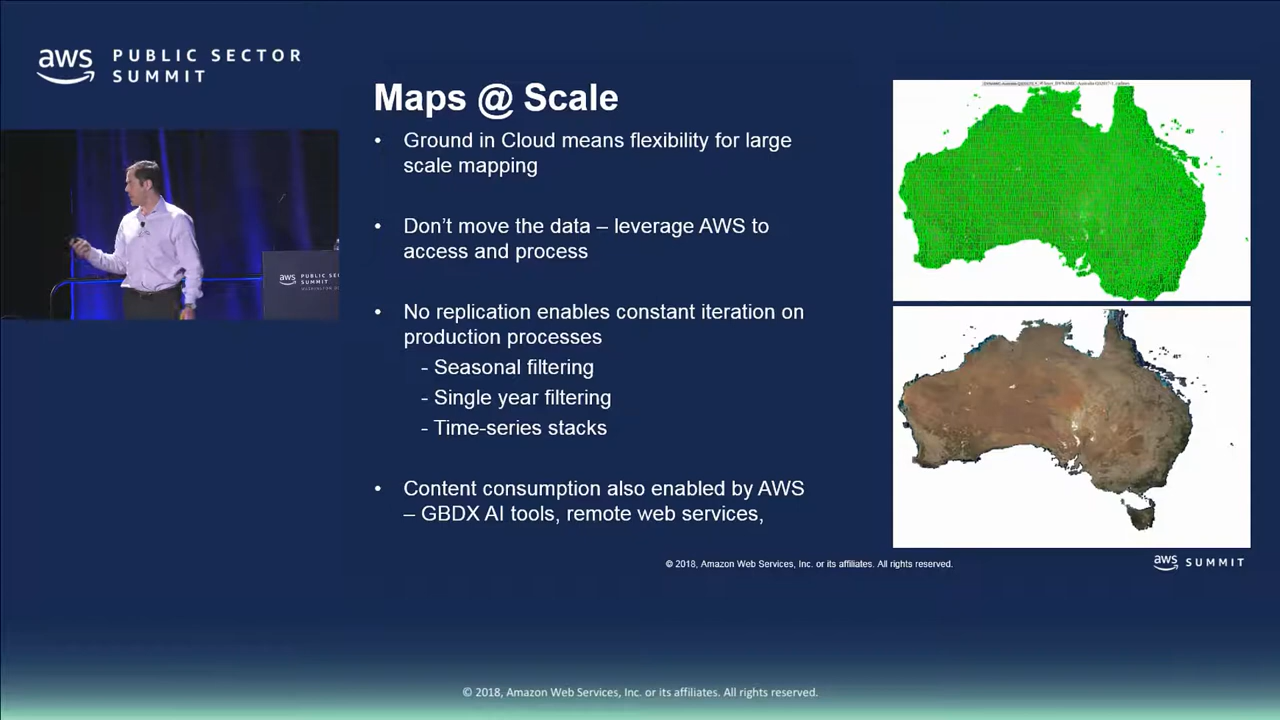 aws PUBLIC SECTOR
SUMMIT
Maps @ Scale
• Ground in Cloud means flexibility for large
scale mapping
• Don’t move the data – leverage AWS to
access and process
• No replication enables constant iteration on
production processes
- Seasonal filtering
- Single year filtering
- Time-series stacks
• Content consumption also enabled by AWS
– GBDX AI tools, remote web services,
aws PUBLIC SE
SUMMIT
© 2018, Amazon Web Services, Inc. or its affiliates. All rights reserved.
aws SUMMIT
© 2018, Amazon Web Services, Inc. or its affiliates. All rights reserved.